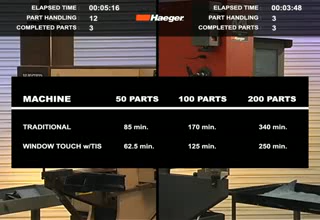 ELAPSED TIME 00:05:16
PART HANDLING 12
COMPLETED PARTS 3
Haeger
ELAPSED TIME 00:03:48
PART HANDLING 3
COMPLETED PARTS 3
MACHINE 50 PARTS 100 PARTS 200 PARTS
TRADITIONAL 85 min. 170 min. 340 min.
WINDOW TOUCH w/TIS 62.5 min. 125 min. 250 min.